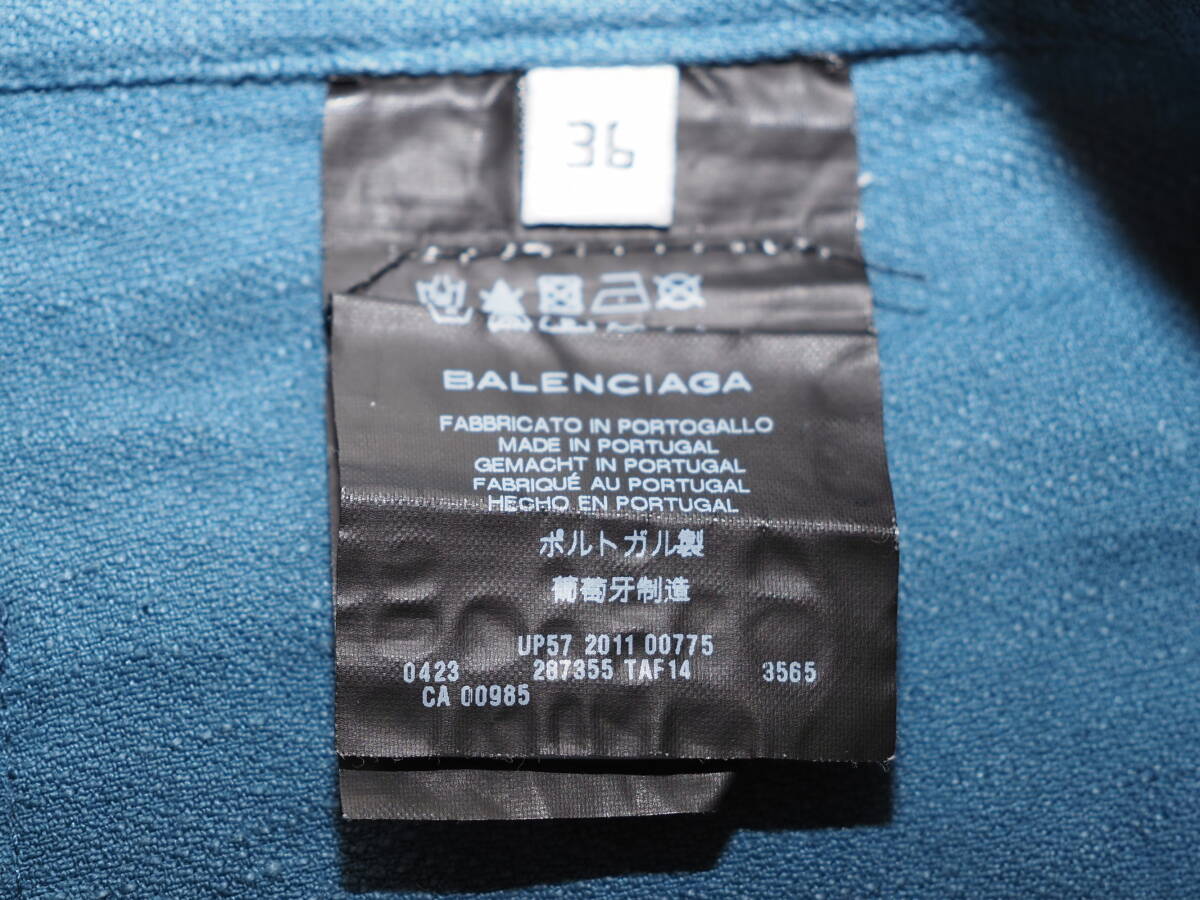 36
BALENCIAGA
FABBRICATO IN PORTOGALLO
MADE IN PORTUGAL
GEMACHT IN PORTUGAL
FABRIQUÉ AU PORTUGAL
HECHO EN PORTUGAL
ポルトガル製
葡萄牙制造
UP57 2011 00775
0423 287355 TAF14 3565
CA 00985